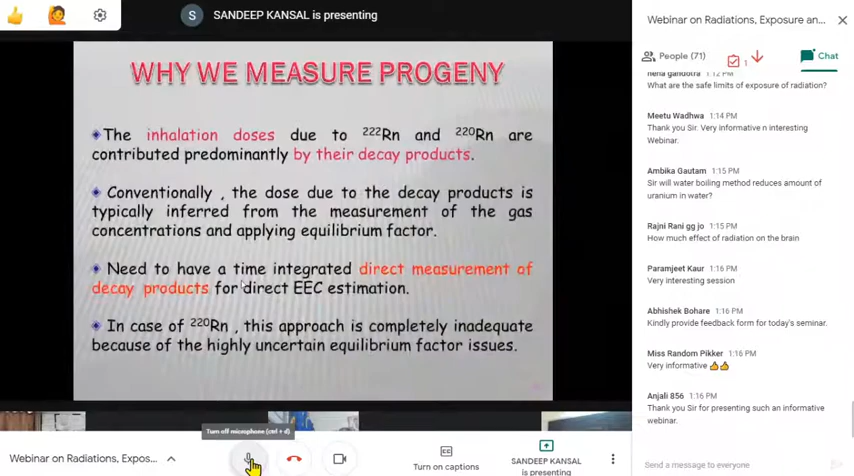 SANDEEP KANSAL is presenting
S
WHY WE MEASURE PROGENY
The inhalation doses due to ²²²Rn and ²²⁰Rn are
contributed predominantly by their decay products.
Conventionally , the dose due to the decay products is
typically inferred from the measurement of the gas
concentrations and applying equilibrium factor.
Need to have a time integrated direct measurement of
decay products for direct EEC estimation.
In case of ²²⁰Rn , this approach is completely inadequate
because of the highly uncertain equilibrium factor issues.
Turn off microphone (ctrl + d)
Webinar on Radiations, Expos...
Turn on captions
SANDEEP KANSAL
is presenting
Webinar on Radiations, Exposure an...
People (71)
1
Chat
neha gandotra 1:12 PM
What are the safe limits of exposure of radiation?
Meetu Wadhwa 1:14 PM
Thank you Sir. Very informative n interesting
Webinar.
Ambika Gautam 1:15 PM
Sir will water boiling method reduces amount of
uranium in water?
Rajni Rani gg jo 1:15 PM
How much effect of radiation on the brain
Paramjeet Kaur 1:16 PM
Very interesting session
Abhishek Bohare 1:16 PM
Kindly provide feedback form for today's seminar.
Miss Random Pikker 1:16 PM
Very informative 👍👍
Anjali 856 1:16 PM
Thank you Sir for presenting such an informative
webinar.
Send a message to everyone